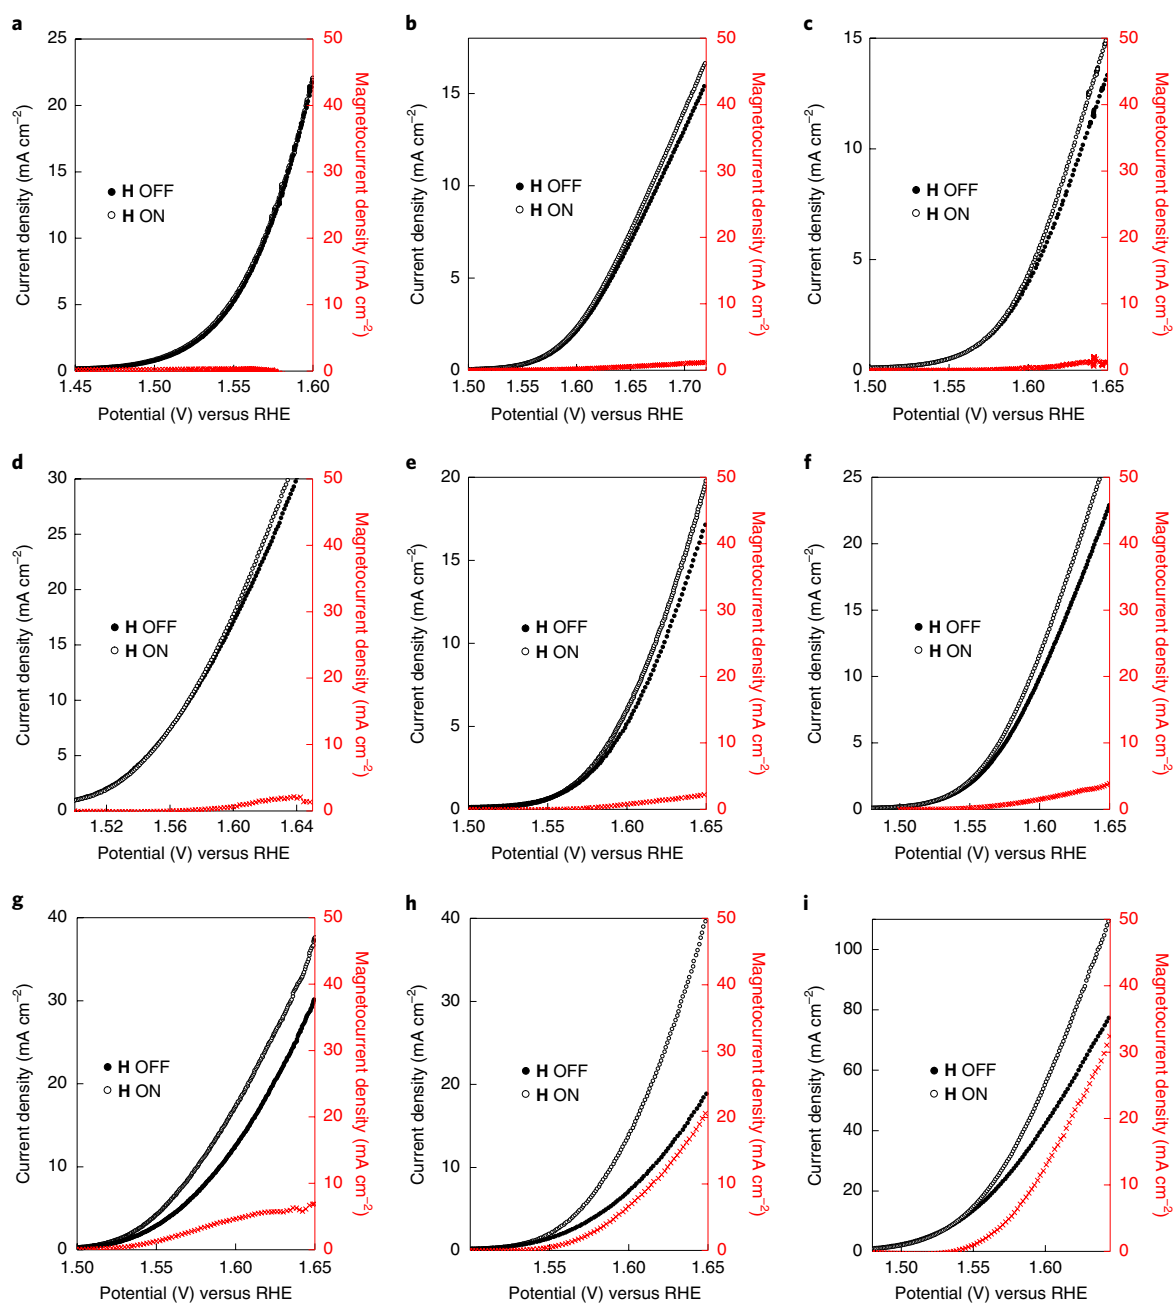 a
25
20
15
10
5
0
Current density (mA cm⁻²)
H OFF
H ON
50
40
30
20
10
0
Magnetocurrent density (mA cm⁻²)
1.45
1.50
1.55
1.60
Potential (V) versus RHE
b
15
10
5
0
Current density (mA cm⁻²)
H OFF
H ON
50
40
30
20
10
0
Magnetocurrent density (mA cm⁻²)
1.50
1.55
1.60
1.65
1.70
Potential (V) versus RHE
c
15
10
5
0
Current density (mA cm⁻²)
H OFF
H ON
50
40
30
20
10
0
Magnetocurrent density (mA cm⁻²)
1.50
1.55
1.60
1.65
Potential (V) versus RHE
d
30
25
20
15
10
5
0
Current density (mA cm⁻²)
H OFF
H ON
50
40
30
20
10
0
Magnetocurrent density (mA cm⁻²)
1.52
1.56
1.60
1.64
Potential (V) versus RHE
e
20
15
10
5
0
Current density (mA cm⁻²)
H OFF
H ON
50
40
30
20
10
0
Magnetocurrent density (mA cm⁻²)
1.50
1.55
1.60
1.65
Potential (V) versus RHE
f
25
20
15
10
5
0
Current density (mA cm⁻²)
H OFF
H ON
50
40
30
20
10
0
Magnetocurrent density (mA cm⁻²)
1.50
1.55
1.60
1.65
Potential (V) versus RHE
g
40
30
20
10
0
Current density (mA cm⁻²)
H OFF
H ON
50
40
30
20
10
0
Magnetocurrent density (mA cm⁻²)
1.50
1.55
1.60
1.65
Potential (V) versus RHE
h
40
30
20
10
0
Current density (mA cm⁻²)
H OFF
H ON
50
40
30
20
10
0
Magnetocurrent density (mA cm⁻²)
1.55
1.60
1.65
Potential (V) versus RHE
i
100
80
60
40
20
0
Current density (mA cm⁻²)
H OFF
H ON
50
40
30
20
10
0
Magnetocurrent density (mA cm⁻²)
1.50
1.55
1.60
Potential (V) versus RHE